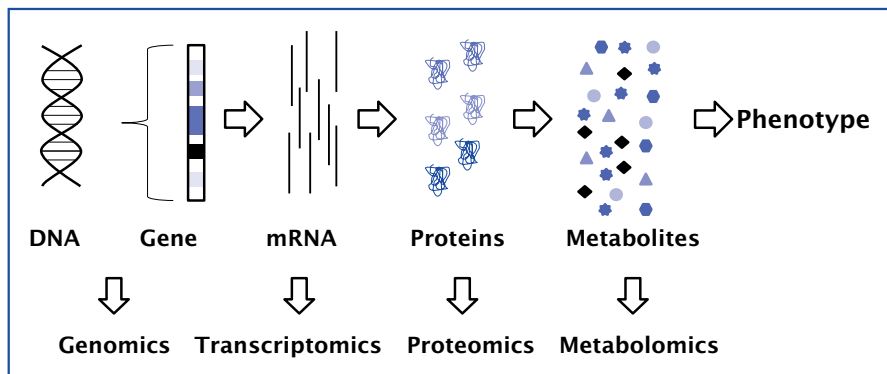 Phenotype
DNA Gene mRNA Proteins Metabolites
Genomics Transcriptomics Proteomics Metabolomics